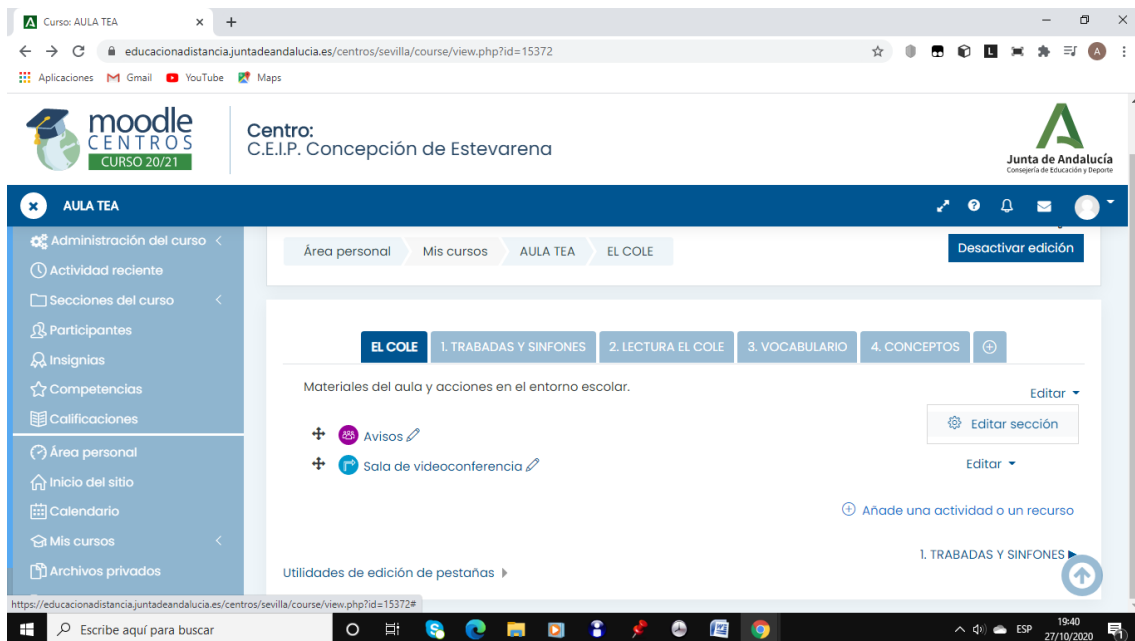 Curso: AULA TEA
educacionadistancia.juntadeandalucia.es/centros/sevilla/course/view.php?id=15372
Aplicaciones Gmail YouTube Maps
moodle
CENTROS
CURSO 20/21
Centro:
C.E.I.P. Concepción de Estevarena
Junta de Andalucía
Consejería de Educación y Deporte
AULA TEA
Administración del curso
Actividad reciente
Secciones del curso
Participantes
Insignias
Competencias
Calificaciones
Área personal
Inicio del sitio
Calendario
Mis cursos
Archivos privados
Área personal Mis cursos AULA TEA EL COLE
Desactivar edición
EL COLE 1. TRABADAS Y SINFONES 2. LECTURA EL COLE 3. VOCABULARIO 4. CONCEPTOS
Materiales del aula y acciones en el entorno escolar.
Editar
Editar sección
Avisos
Sala de videoconferencia
Editar
Añade una actividad o un recurso
1. TRABADAS Y SINFONES
Utilidades de edición de pestañas
https://educacionadistancia.juntadeandalucia.es/centros/sevilla/course/view.php?id=15372#
Escribe aquí para buscar
ESP
19:40
27/10/2020